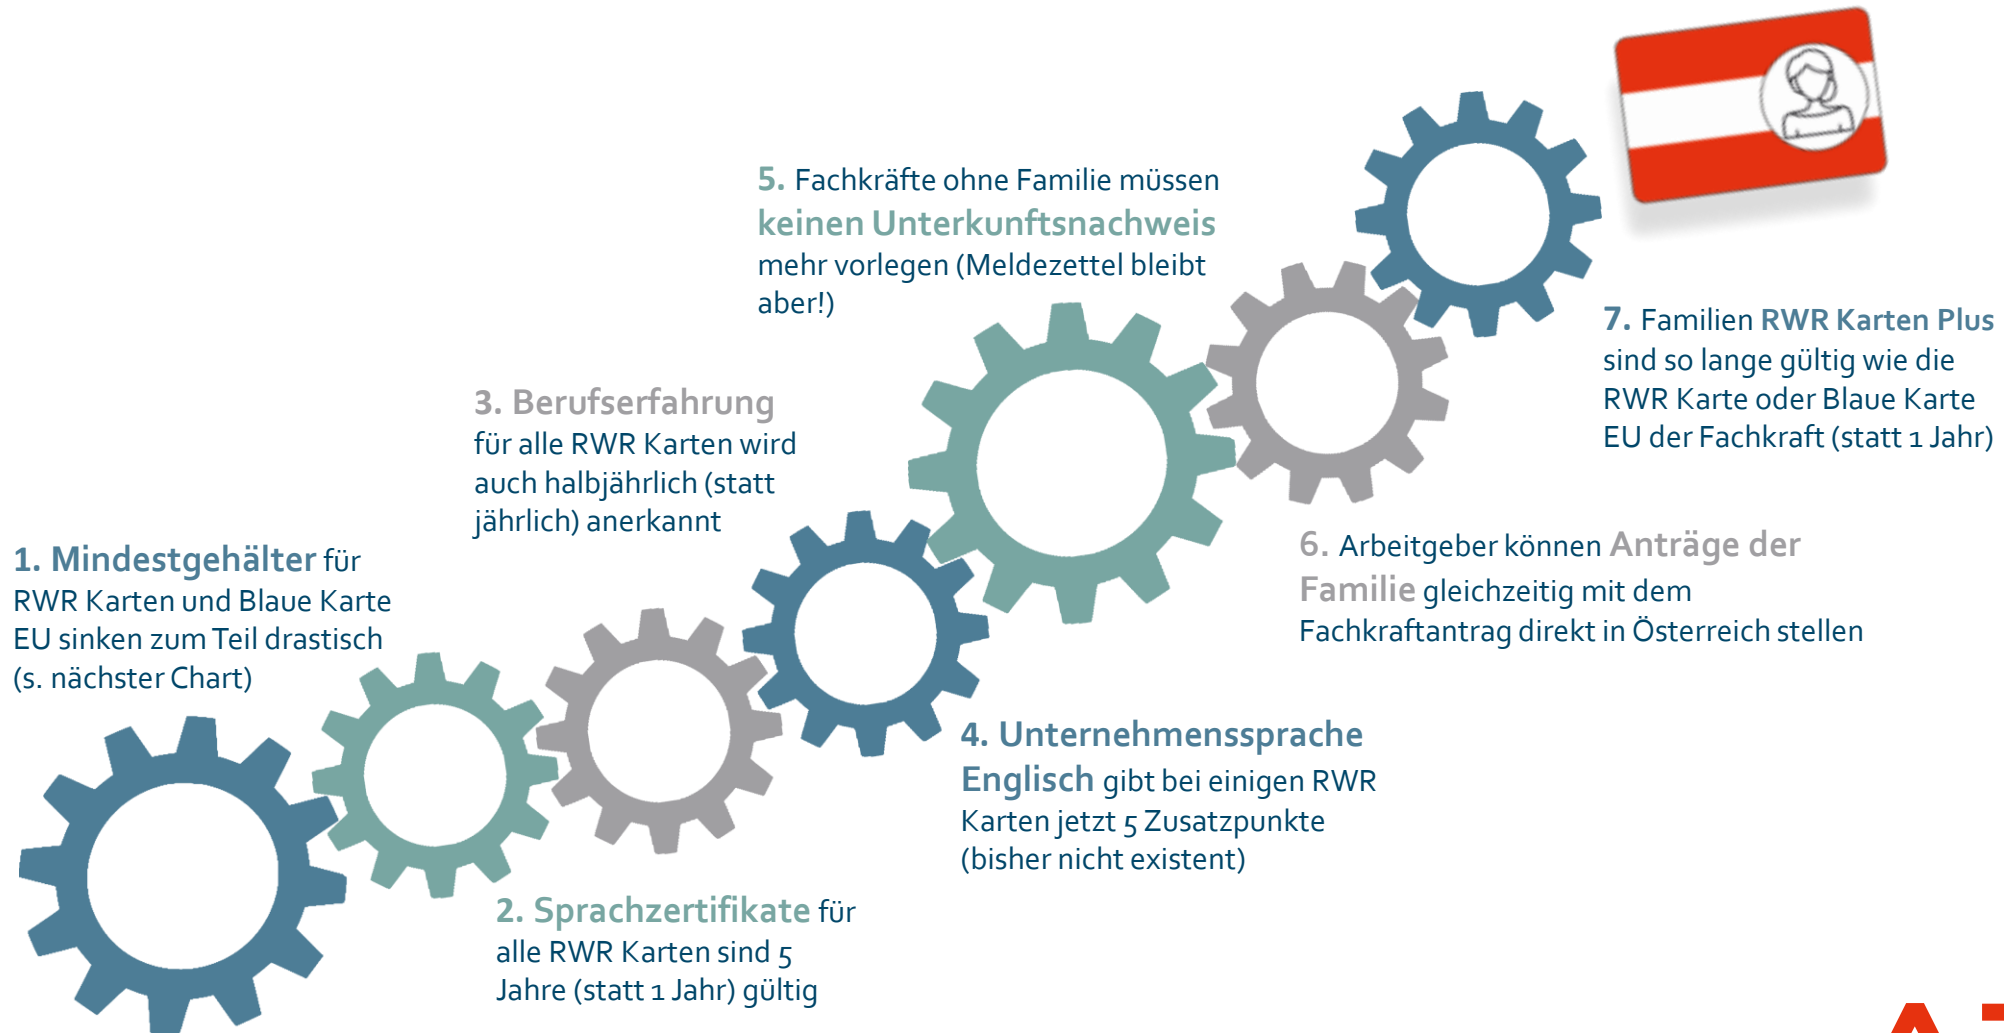 1. Mindestgehälter für
RWR Karten und Blaue Karte
EU sinken zum Teil drastisch
(s. nächster Chart)
2. Sprachzertifikate für
alle RWR Karten sind 5
Jahre (statt 1 Jahr) gültig
3. Berufserfahrung
für alle RWR Karten wird
auch halbjährlich (statt
jährlich) anerkannt
4. Unternehmenssprache
Englisch gibt bei einigen RWR
Karten jetzt 5 Zusatzpunkte
(bisher nicht existent)
5. Fachkräfte ohne Familie müssen
keinen Unterkunftsnachweis
mehr vorlegen (Meldezettel bleibt
aber!)
6. Arbeitgeber können Anträge der
Familie gleichzeitig mit dem
Fachkraftantrag direkt in Österreich stellen
7. Familien RWR Karten Plus
sind so lange gültig wie die
RWR Karte oder Blaue Karte
EU der Fachkraft (statt 1 Jahr)